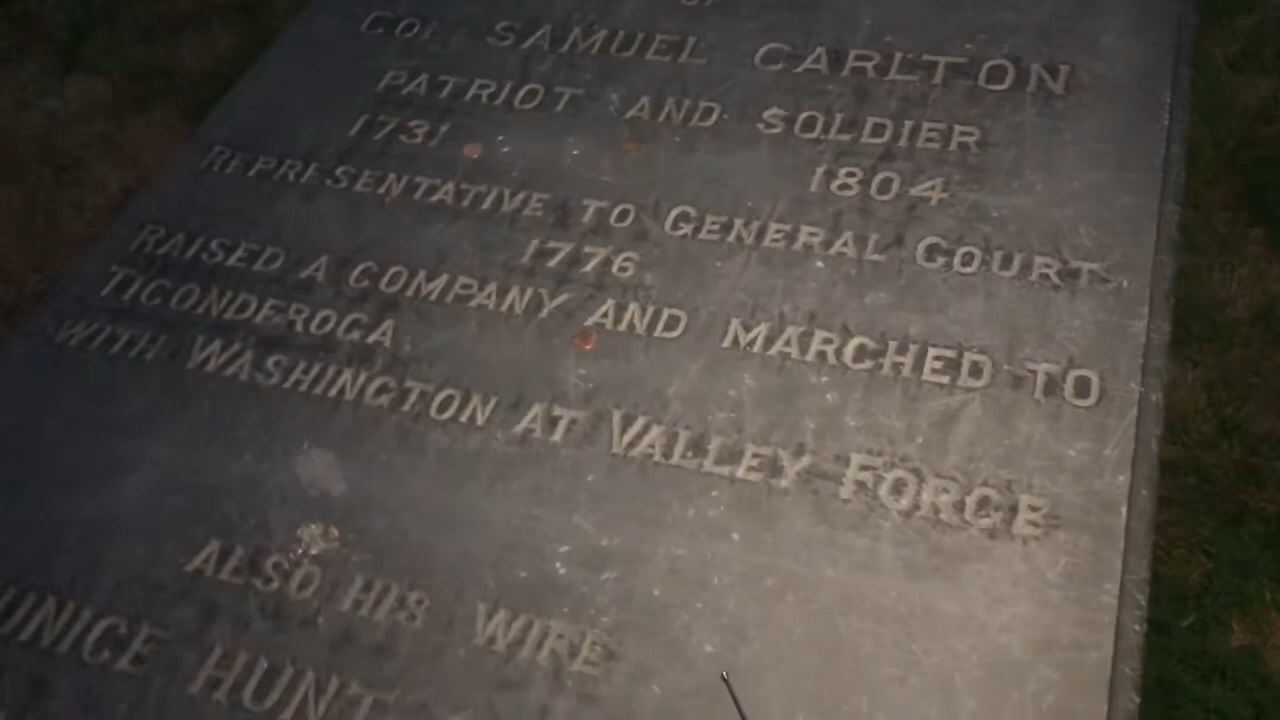 COL SAMUEL CARLTON
PATRIOT AND SOLDIER
1731 1804
REPRESENTATIVE TO GENERAL COURT
1776
RAISED A COMPANY AND MARCHED TO
TICONDEROGA
WITH WASHINGTON AT VALLEY FORGE
ALSO HIS WIFE
HUNT